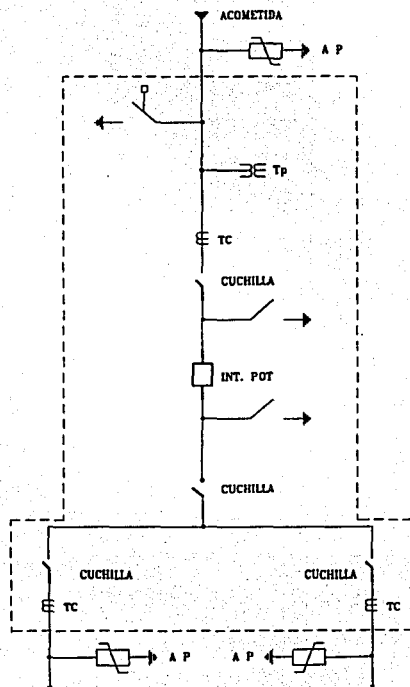 ACOMETIDA
A P
Tp
TC
CUCHILLA
INT. POT
CUCHILLA
CUCHILLA
CUCHILLA
TC
TC
A P
A P